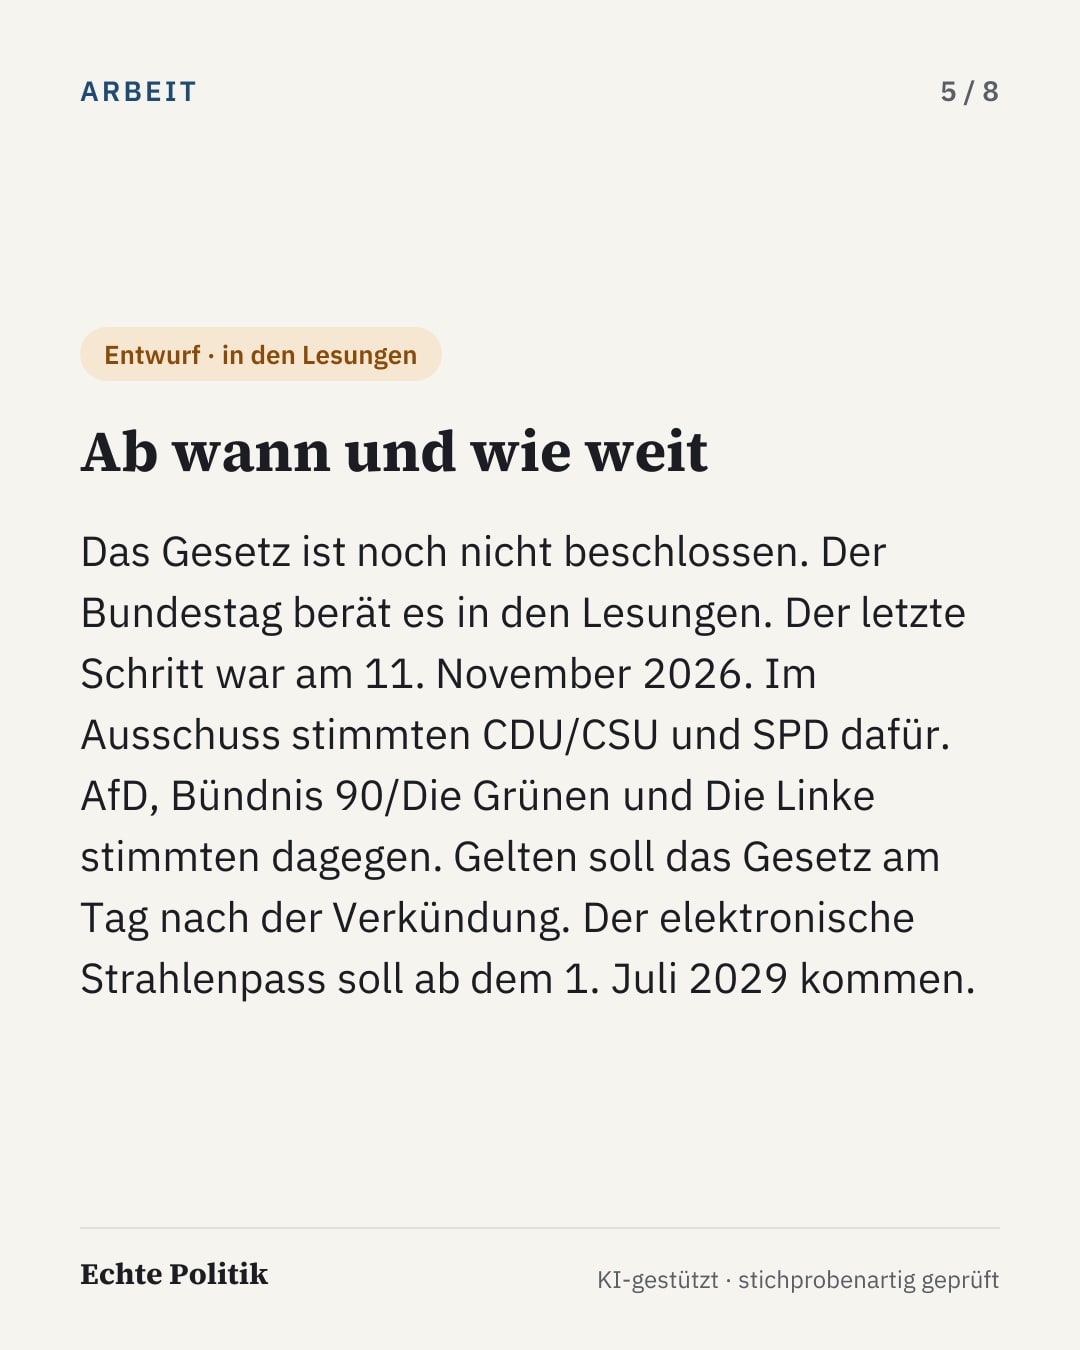 ARBEIT
5 / 8
Entwurf · in den Lesungen
Ab wann und wie weit
Das Gesetz ist noch nicht beschlossen. Der
Bundestag berät es in den Lesungen. Der letzte
Schritt war am 11. November 2026. Im
Ausschuss stimmten CDU/CSU und SPD dafür.
AfD, Bündnis 90/Die Grünen und Die Linke
stimmten dagegen. Gelten soll das Gesetz am
Tag nach der Verkündung. Der elektronische
Strahlenpass soll ab dem 1. Juli 2029 kommen.
Echte Politik
KI-gestützt · stichprobenartig geprüft